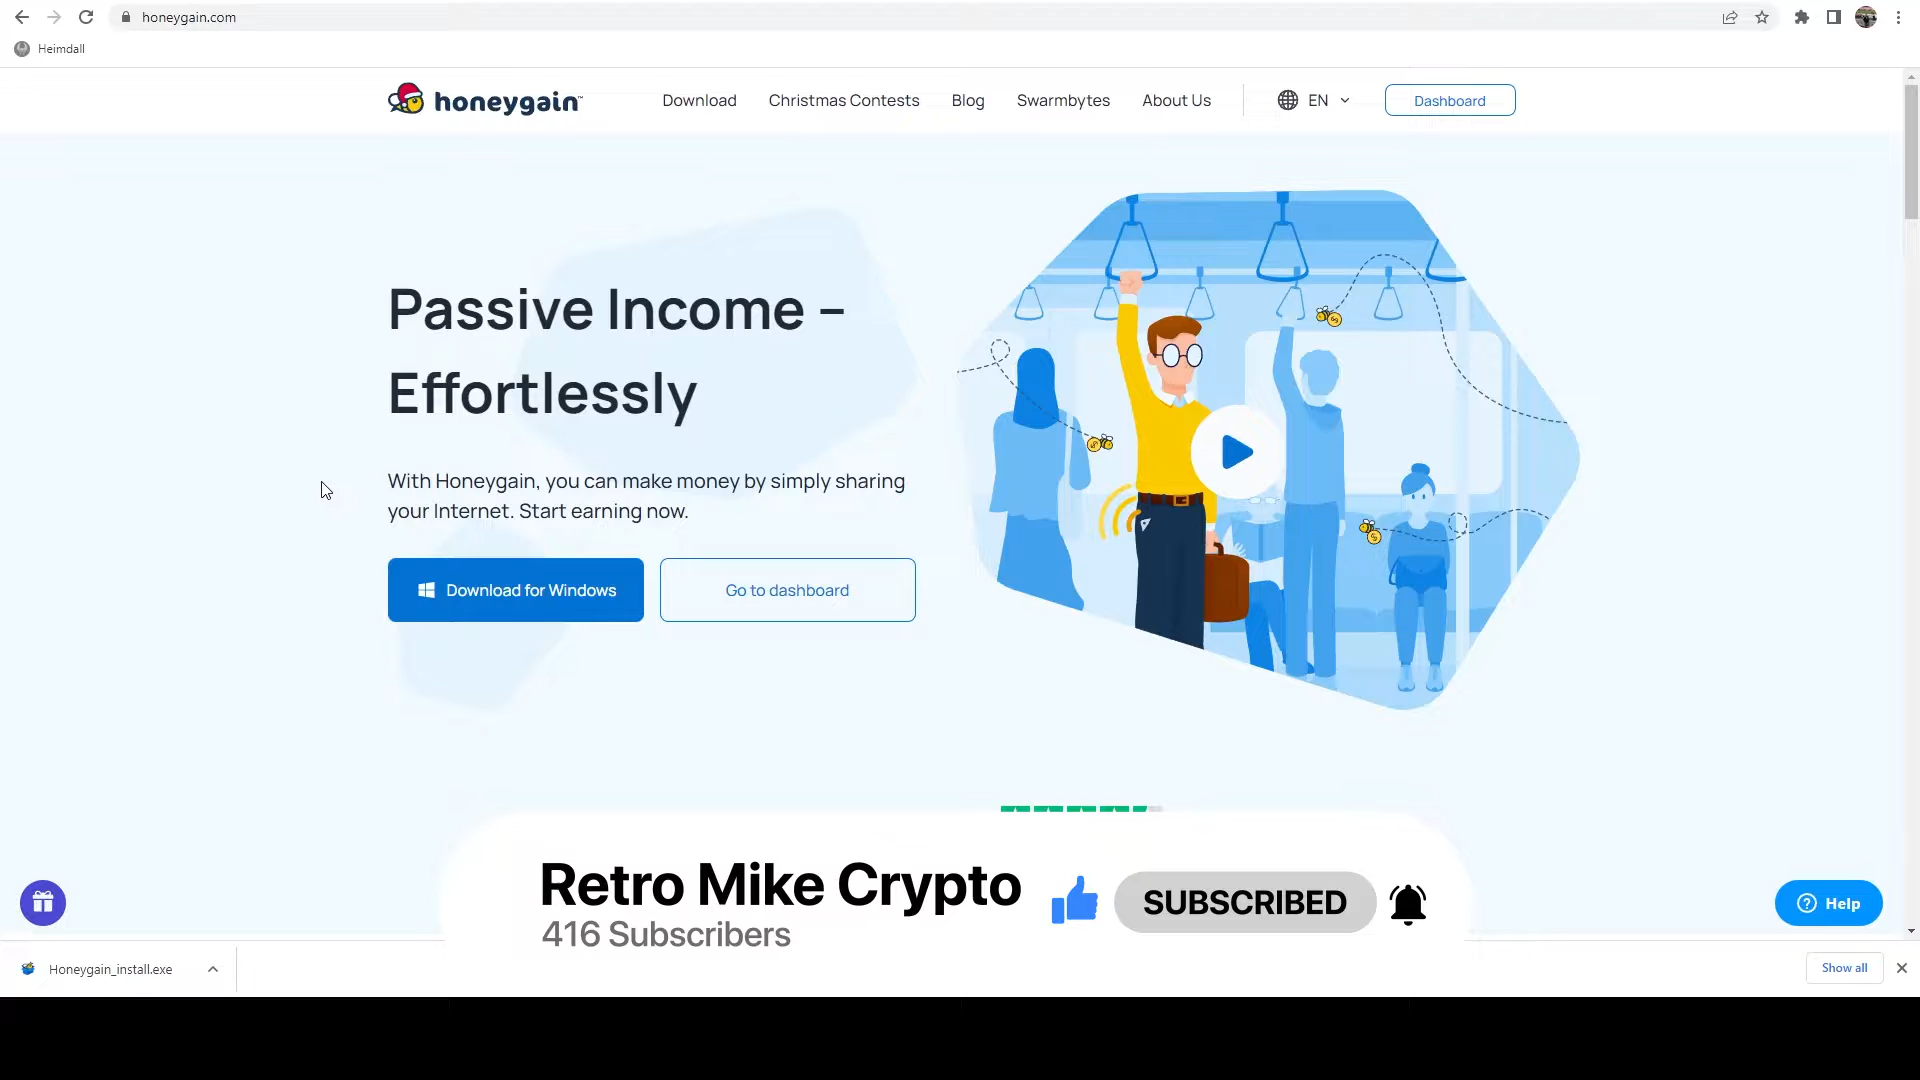 honeygain.com
Heimdall
honeygain™
Download
Christmas Contests
Blog
Swarmbytes
About Us
EN
Dashboard
Passive Income –
Effortlessly
With Honeygain, you can make money by simply sharing
your Internet. Start earning now.
Download for Windows
Go to dashboard
Retro Mike Crypto
416 Subscribers
SUBSCRIBED
Help
Honeygain_install.exe
Show all